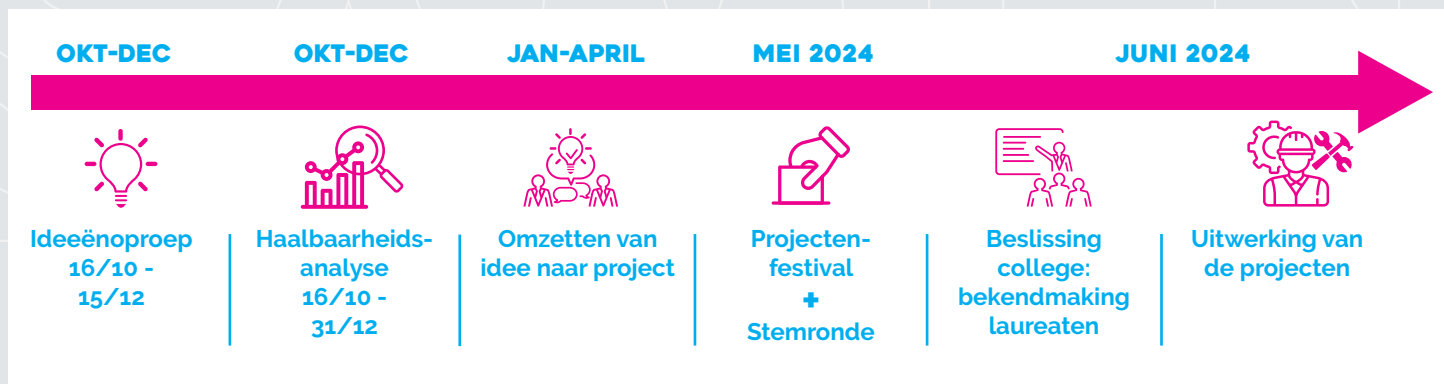 OKT-DEC
OKT-DEC
JAN-APRIL
MEI 2024
JUNI 2024
Ideeënoproep
16/10 -
15/12
Haalbaarheids-
analyse
16/10 -
31/12
Omzetten van
idee naar project
Projecten-
festival
+
Stemronde
Beslissing
college:
bekendmaking
laureaten
Uitwerking van
de projecten